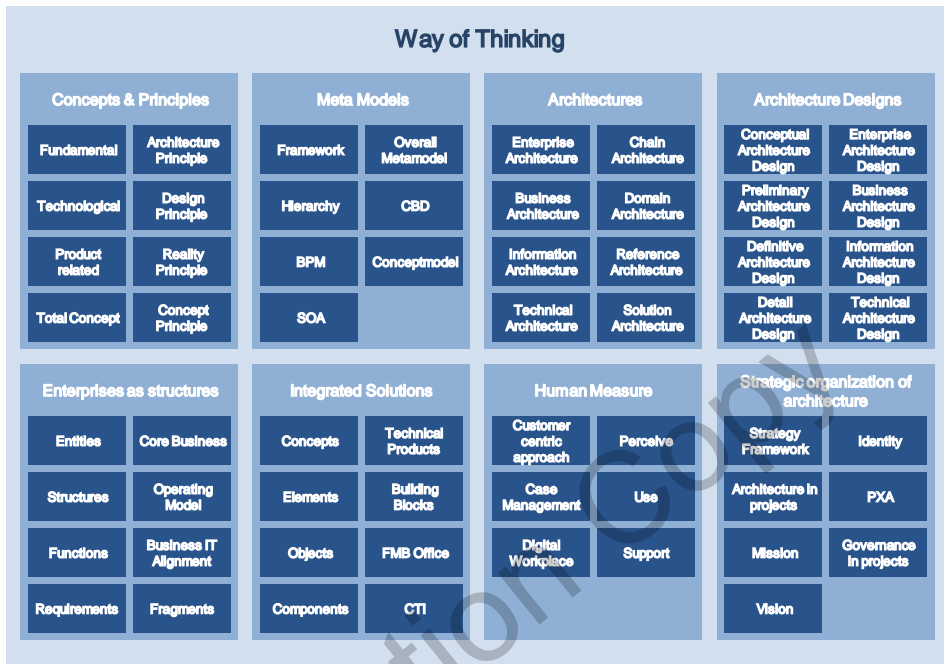 Way of Thinking
Concepts & Principles
Fundamental
Architecture
Principle
Technological
Design
Principle
Product
related
Reality
Principle
Total Concept
Concept
Principle
Meta Models
Framework
Overall
Metamodel
Hierarchy
CBD
BPM
Conceptmodel
SOA
Architectures
Enterprise
Architecture
Chain
Architecture
Business
Architecture
Domain
Architecture
Information
Architecture
Reference
Architecture
Technical
Architecture
Solution
Architecture
Architecture Designs
Conceptual
Architecture
Design
Enterprise
Architecture
Design
Preliminary
Architecture
Design
Business
Architecture
Design
Definitive
Architecture
Design
Information
Architecture
Design
Detail
Architecture
Design
Technical
Architecture
Design
Enterprises as structures
Entities
Core Business
Structures
Operating
Model
Functions
Business IT
Alignment
Requirements
Fragments
Integrated Solutions
Concepts
Technical
Products
Elements
Building
Blocks
Objects
FMB Office
Components
CTI
Human Measure
Customer
centric
approach
Perceive
Case
Management
Use
Digital
Workplace
Support
Strategic organization of
architecture
Strategy
Framework
Identity
Architecture in
projects
PXA
Mission
Governance
in projects
Vision
tion Copy